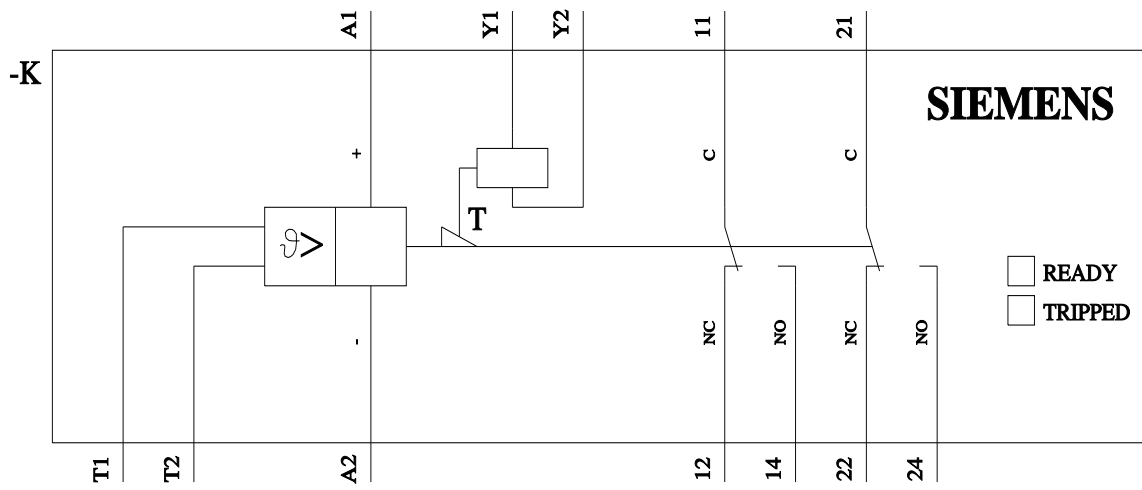 A1
Y1
Y2
11
21
-K
SIEMENS
+
C
C
T
ϑ>
READY
TRIPPED
-
NC
NO
NC
NO
T1
T2
A2
12
14
22
24